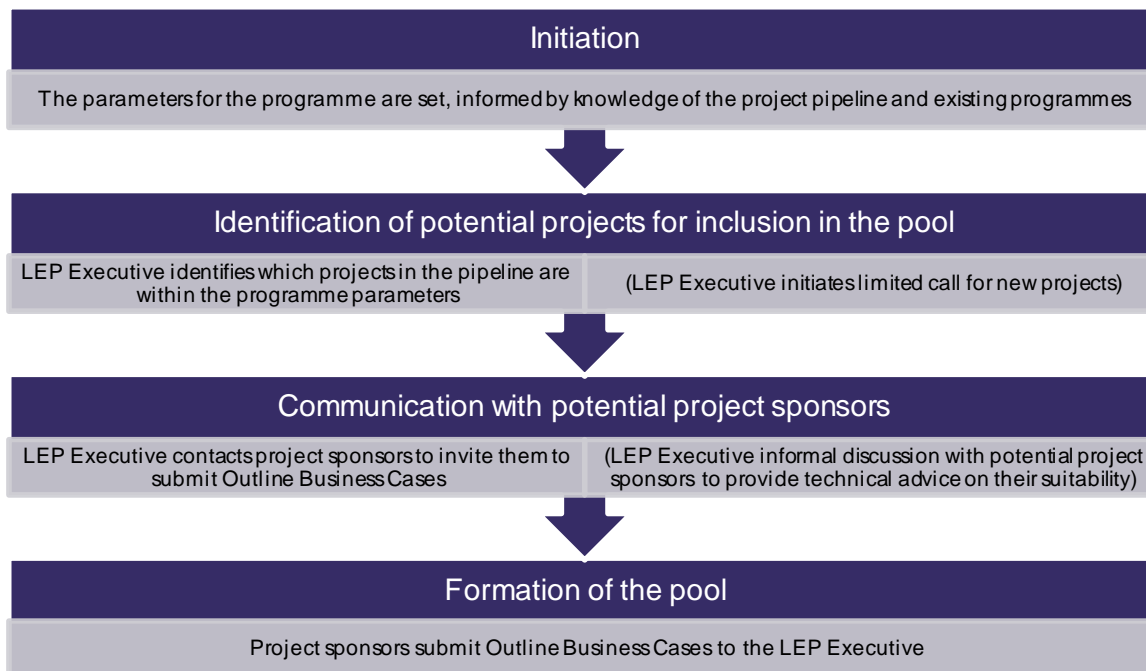 Initiation
The parameters for the programme are set, informed by knowledge of the project pipeline and existing programmes
Identification of potential projects for inclusion in the pool
LEP Executive identifies which projects in the pipeline are
within the programme parameters
(LEP Executive initiates limited call for new projects)
Communication with potential project sponsors
LEP Executive contacts project sponsors to invite them to
submit Outline Business Cases
(LEP Executive informal discussion with potential project
sponsors to provide technical advice on their suitability)
Formation of the pool
Project sponsors submit Outline Business Cases to the LEP Executive